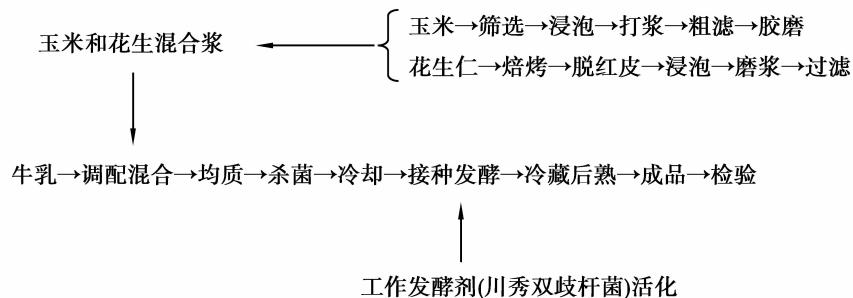 玉米→筛选→浸泡→打浆→粗滤→胶磨
玉米和花生混合浆
花生仁→焙烤→脱红皮→浸泡→磨浆→过滤
牛乳→调配混合→均质→杀菌→冷却→接种发酵→冷藏后熟→成品→检验
工作发酵剂(川秀双歧杆菌)活化